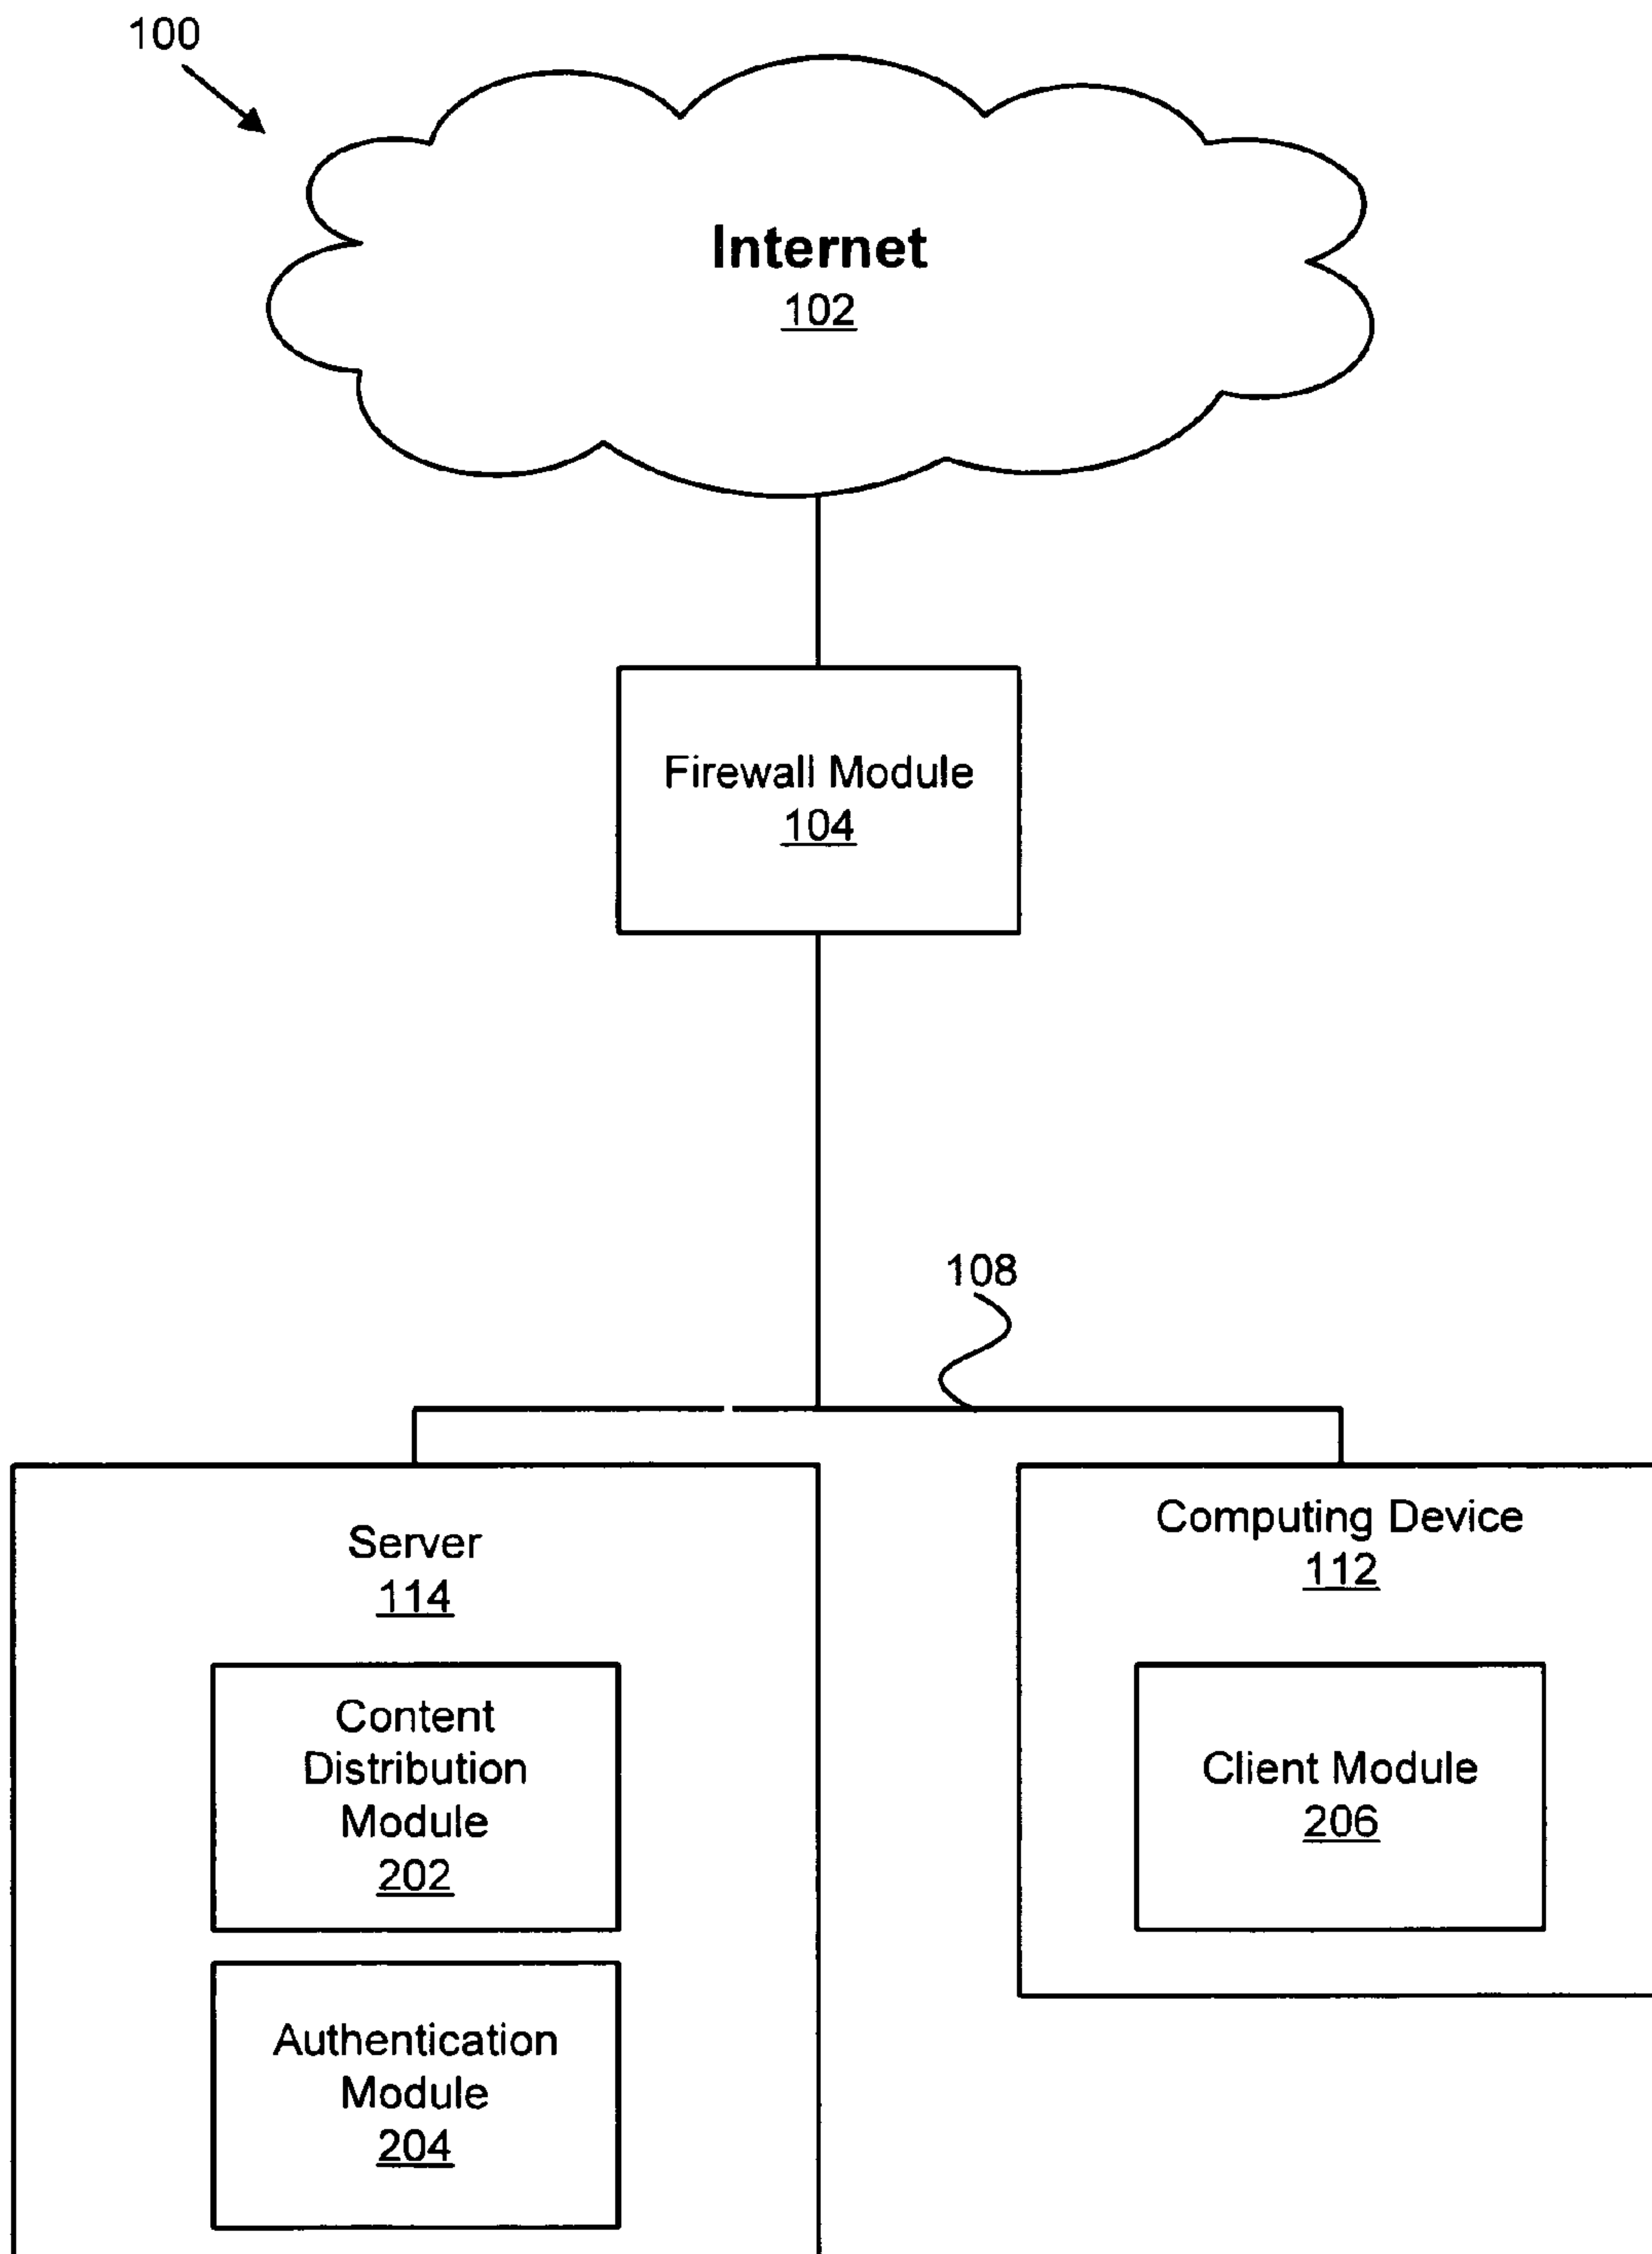 100
Internet
102
Firewall Module
104
108
Server
114
Content
Distribution
Module
202
Authentication
Module
204
Computing Device
112
Client Module
206